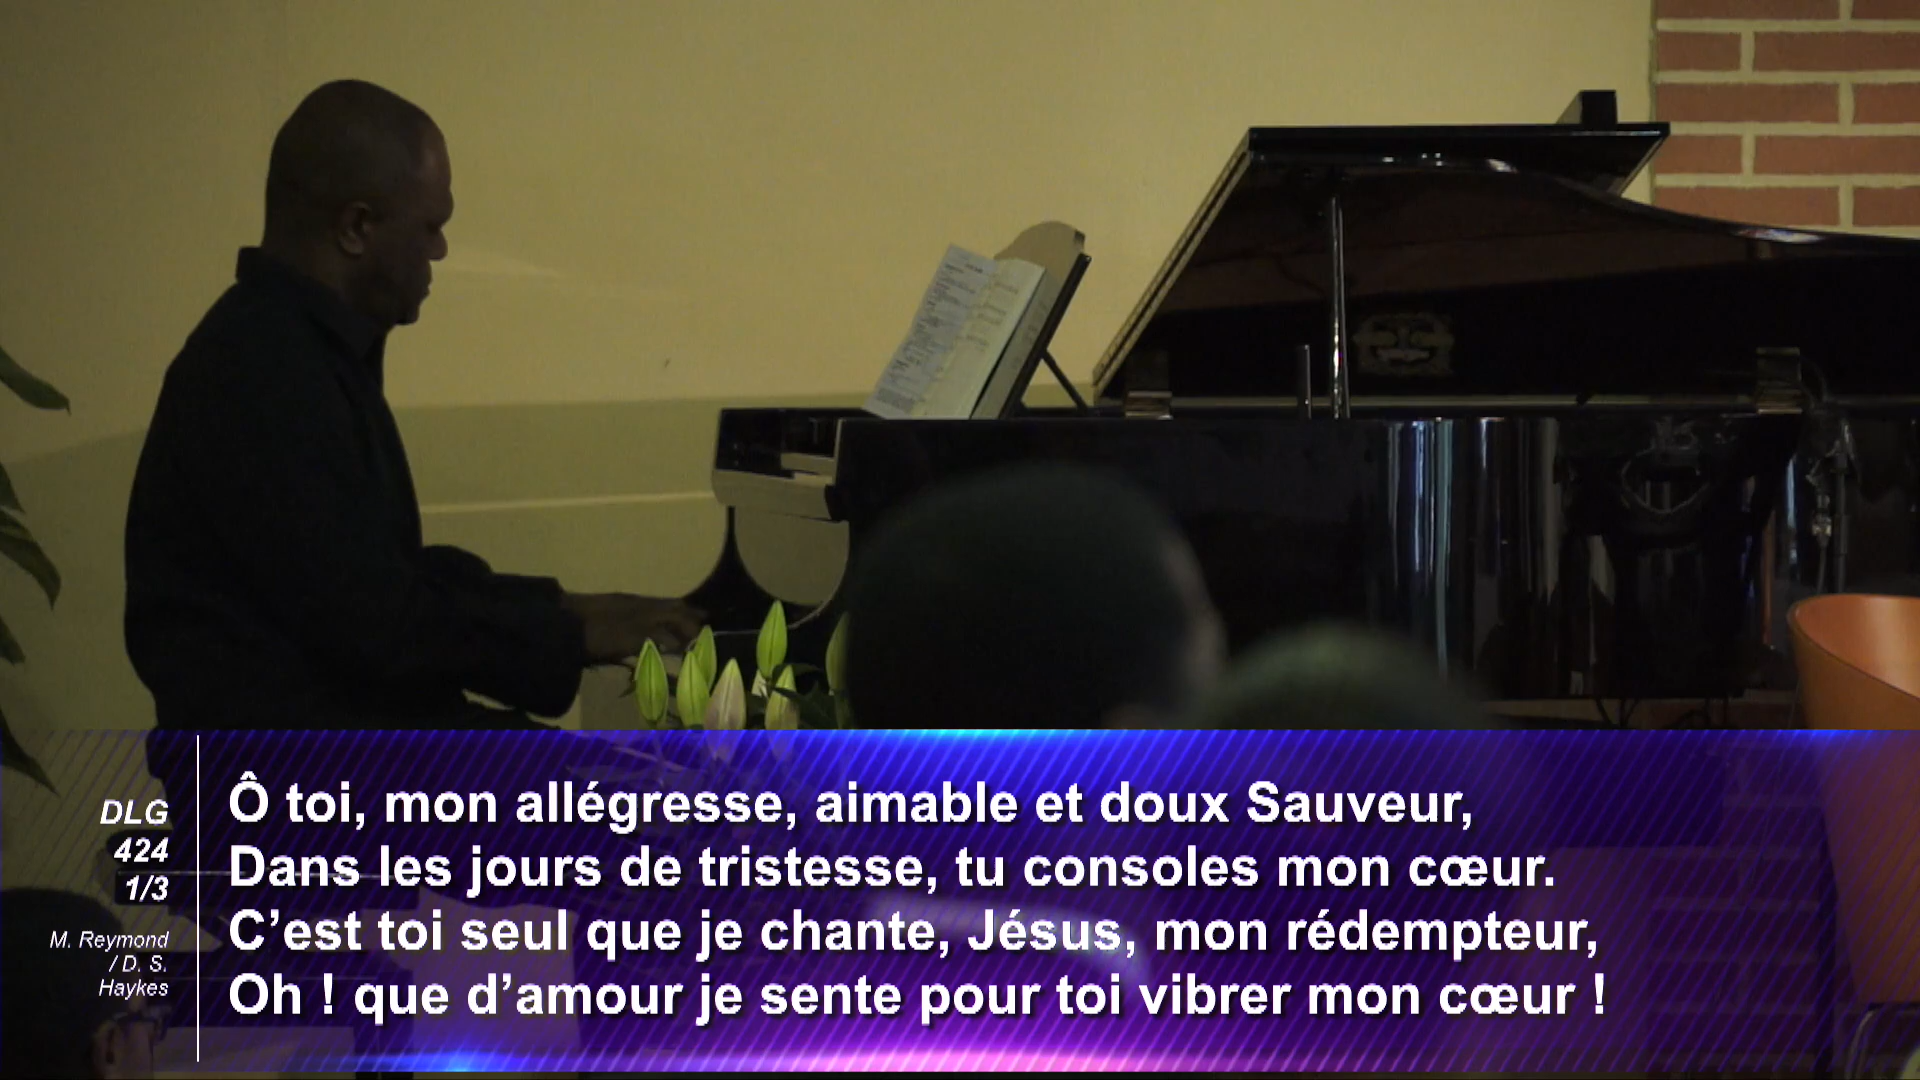 DLG
424
1/3
M. Reymond
/ D. S.
Haykes
Ô toi, mon allégresse, aimable et doux Sauveur,
Dans les jours de tristesse, tu consoles mon cœur.
C’est toi seul que je chante, Jésus, mon rédempteur,
Oh ! que d’amour je sente pour toi vibrer mon cœur !